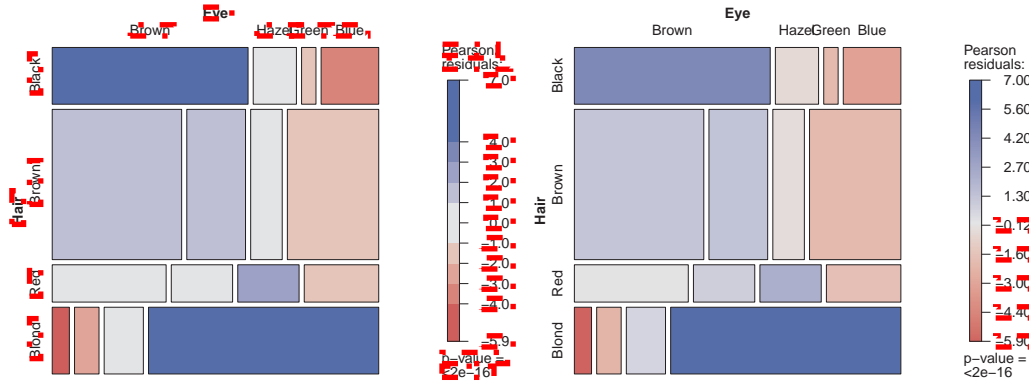 Eye
Brown Hazel Green Blue
Hair
Black
Brown
Red
Blond
Pearson
residuals:
7.0
4.0
3.0
2.0
1.0
0.0
−1.0
−2.0
−3.0
−4.0
−5.9
p−value =
<2e−16
Eye
Brown Hazel Green Blue
Hair
Black
Brown
Red
Blond
Pearson
residuals:
7.00
5.60
4.20
2.70
1.30
−0.12
−1.60
−3.00
−4.40
−5.90
p−value =
<2e−16